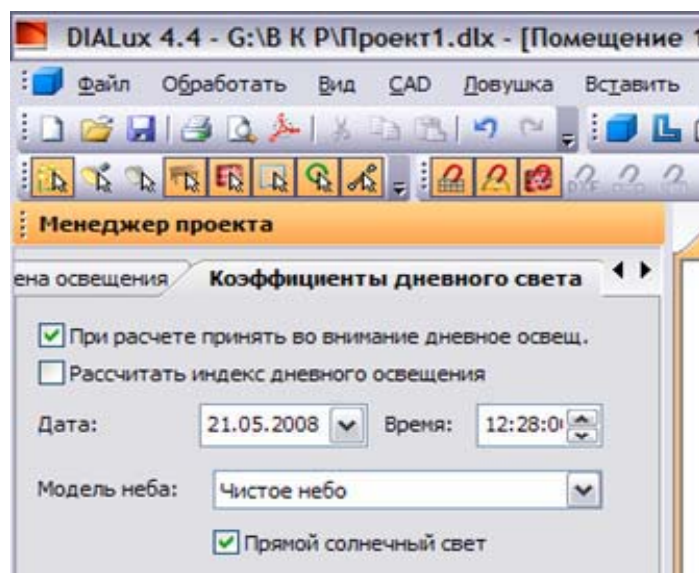 DIALux 4.4 - G:\В К Р\Проект1.dlx - [Помещение 1
Файл Обработать Вид CAD Ловушка Вставить
DXF
Менеджер проекта
ена освещения Коэффициенты дневного света
При расчете принять во внимание дневное освещ.
Рассчитать индекс дневного освещения
Дата: 21.05.2008 Время: 12:28:0
Модель неба: Чистое небо
Прямой солнечный свет